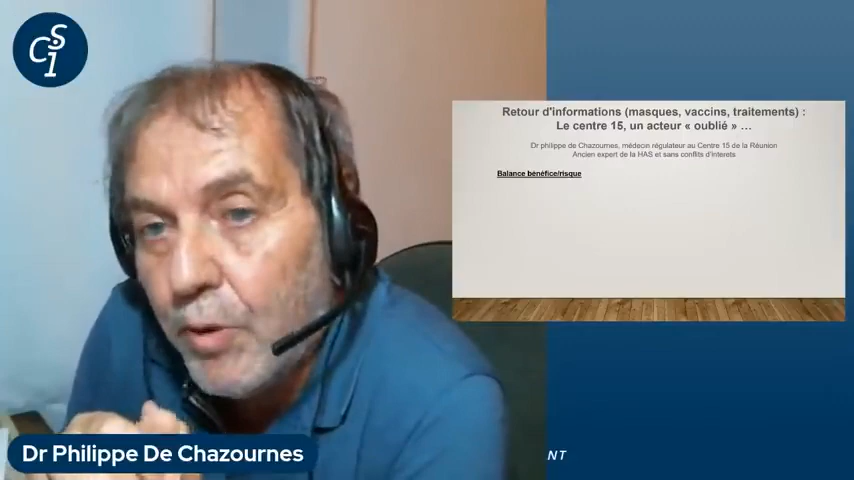 CSI
Retour d'informations (masques, vaccins, traitements) :
Le centre 15, un acteur « oublié » ...
Dr philippe de Chazournes, médecin régulateur au Centre 15 de la Réunion
Ancien expert de la HAS et sans conflits d'interets
Balance bénéfice/risque
Dr Philippe De Chazournes
NT